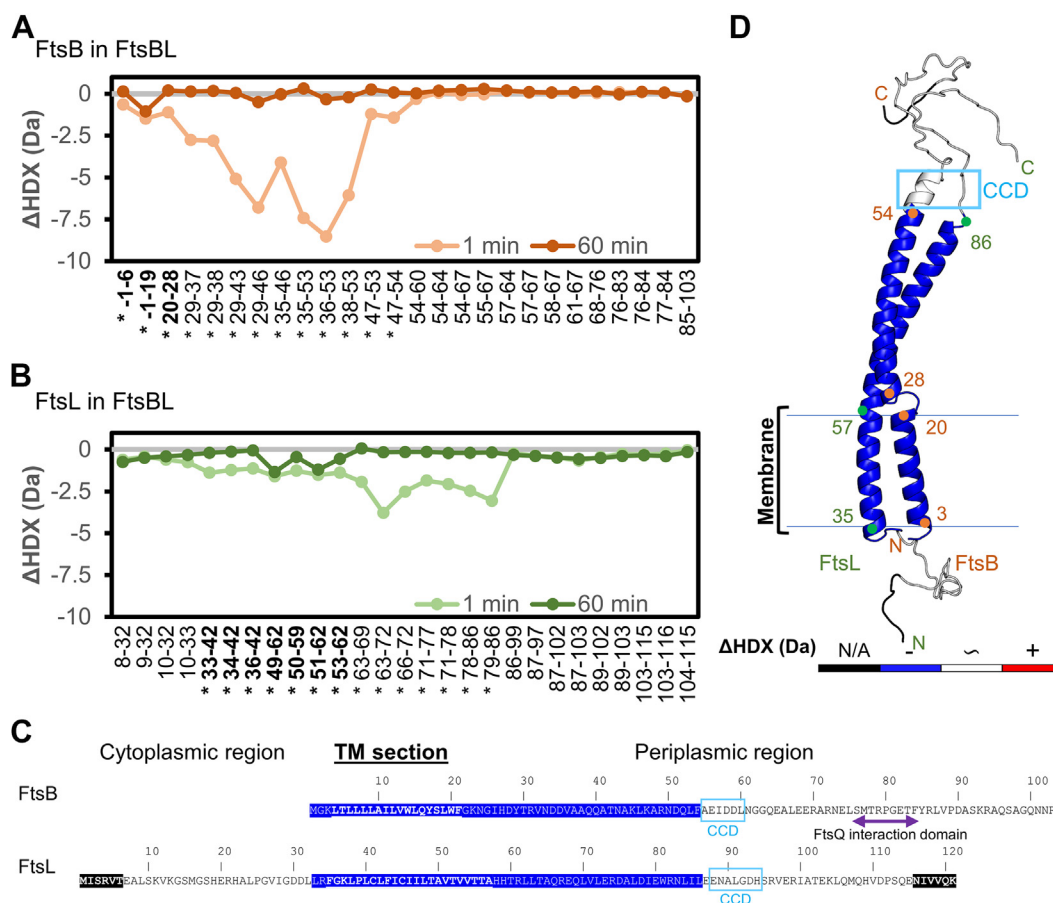 A
FtsB in FtsBL
ΔHDX (Da)
0
-2.5
-5
-7.5
-10
1 min
60 min
* -1-6
* -1-19
* 20-28
* 29-37
* 29-38
* 29-43
* 29-46
* 35-46
* 35-53
* 36-53
* 38-53
* 47-53
* 47-54
54-60
54-64
54-67
55-67
57-64
57-67
58-67
61-67
68-76
76-83
76-84
77-84
85-103
B
FtsL in FtsBL
ΔHDX (Da)
0
-2.5
-5
-7.5
-10
1 min
60 min
8-32
9-32
10-32
10-33
* 33-42
* 34-42
* 36-42
* 49-62
* 50-59
* 51-62
* 53-62
* 63-69
* 63-72
* 66-72
* 71-77
* 71-78
* 78-86
* 79-86
86-99
87-97
87-102
87-103
89-102
89-103
103-115
103-116
104-115
D
C
C
CCD
54
86
28
57
20
Membrane
35
3
N
FtsL
FtsB
N
ΔHDX (Da)
N/A
-
∽
+
C
Cytoplasmic region
TM section
Periplasmic region
10 20 30 40 50 60 70 80 90 100
FtsB
MGKLTLLLLAILVWLQYSLWFGKNGIHDYTRVNDDVAAQQATNAKLKARNDQLFAEIDDLNGGQEALEERARNELSMTRPGETFYRLVPDASKRAQSAGQNNR
CCD
FtsQ interaction domain
10 20 30 40 50 60 70 80 90 100 110 120
FtsL
MISRVTEALSKVKGSMGSHERHALPGVIGDDLLRFGKLPLCLFICIILTAVTVVTTAHHTRLLTAQREQLVLERDALDIEWRNLILEENALGDHSRVERIATEKLQMQHVDPSQENIVVQK
CCD